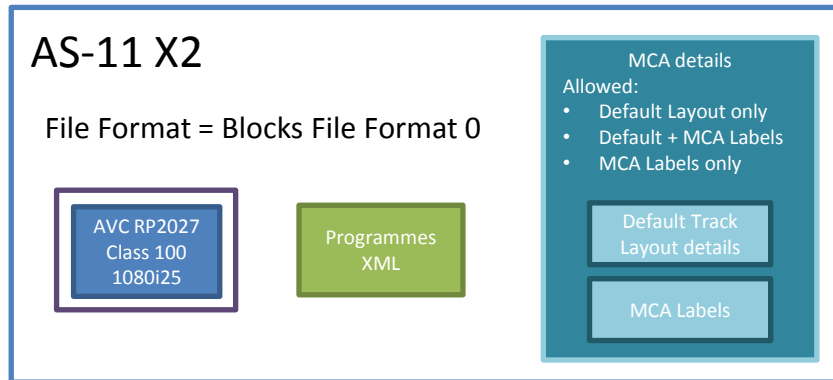 AS-11 X2
File Format = Blocks File Format 0
AVC RP2027
Class 100
1080i25
Programmes
XML
MCA details
Allowed:
• Default Layout only
• Default + MCA Labels
• MCA Labels only
Default Track
Layout details
MCA Labels